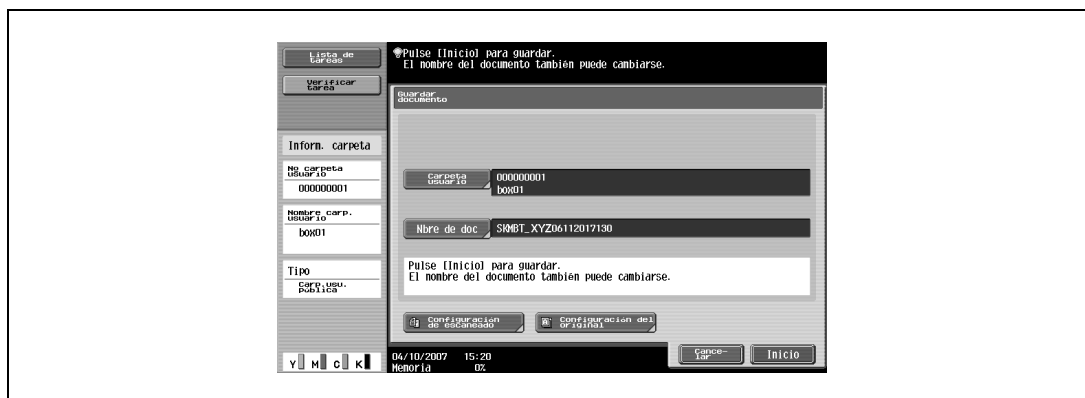 Lista de
tareas
Verificar
tarea
Pulse [Inicio] para guardar.
El nombre del documento también puede cambiarse.
Guardar
documento
Inform. carpeta
No carpeta
usuario
000000001
Nombre carp.
usuario
box01
Tipo
Carp.usu.
pública
Carpeta
usuario
000000001
box01
Nbre de doc
SKMBT_XYZ06112017130
Pulse [Inicio] para guardar.
El nombre del documento también puede cambiarse.
Configuración
de escaneado
Configuración del
original
Y M C K
04/10/2007 15:20
Memoria 0%
Cance-
lar
Inicio